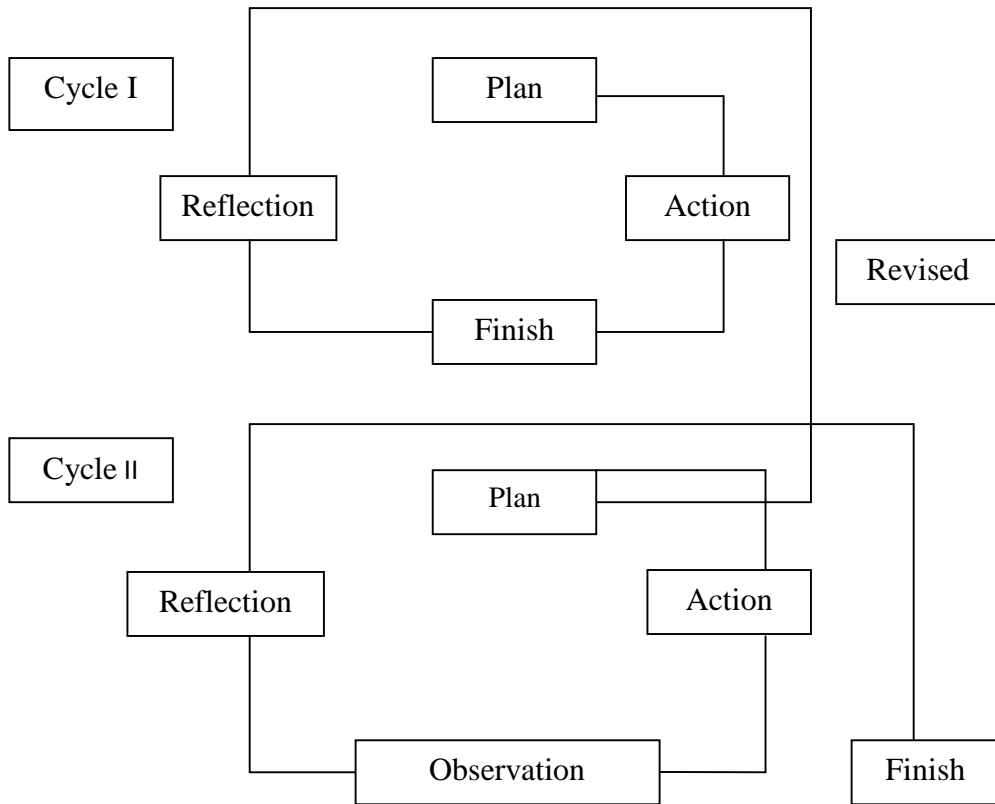 Cycle I
Plan
Reflection
Action
Revised
Finish
Cycle II
Plan
Reflection
Action
Observation
Finish